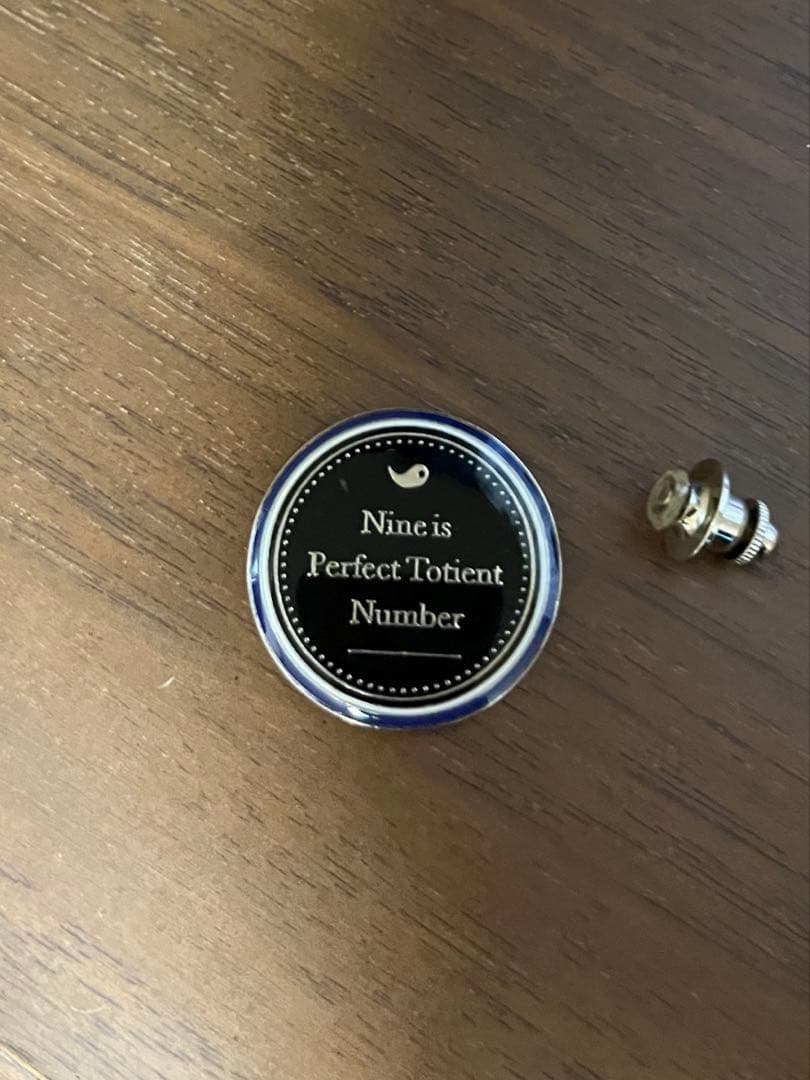 Nine is
Perfect Totient
Number